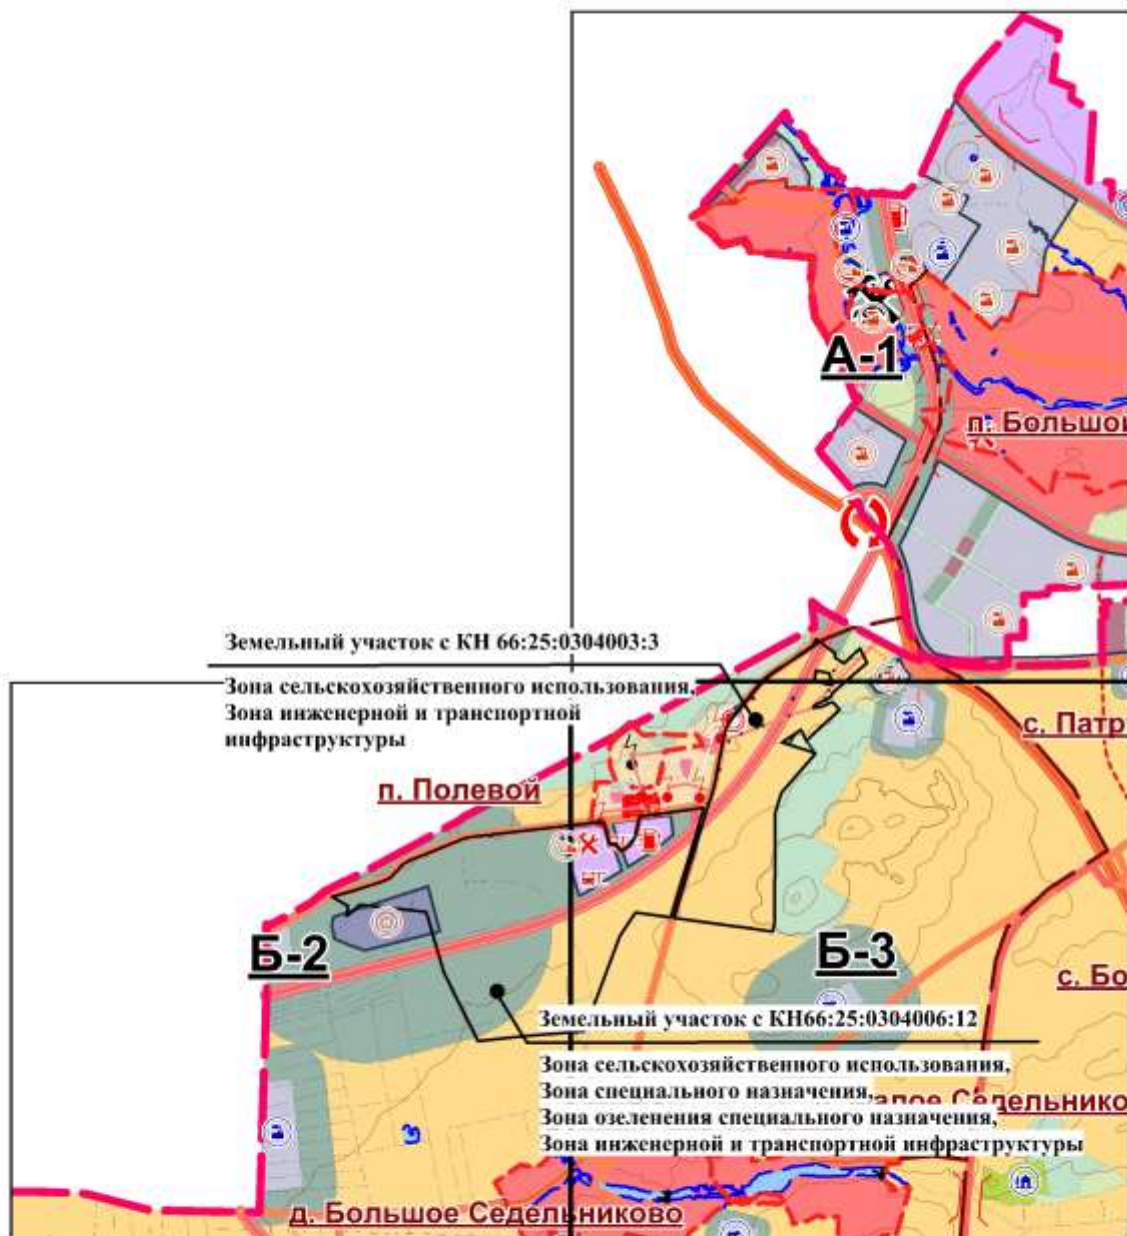 А-1
п. Большой
Земельный участок с КН 66:25:0304003:3
Зона сельскохозяйственного использования,
Зона инженерной и транспортной
инфраструктуры
с. Патр
п. Полевой
Б-2
Б-3
с. Бо
Земельный участок с КН66:25:0304006:12
Зона сельскохозяйственного использования,
Зона специального назначения,
алое Седельнико
Зона озеленения специального назначения,
Зона инженерной и транспортной инфраструктуры
д. Большое Седельниково